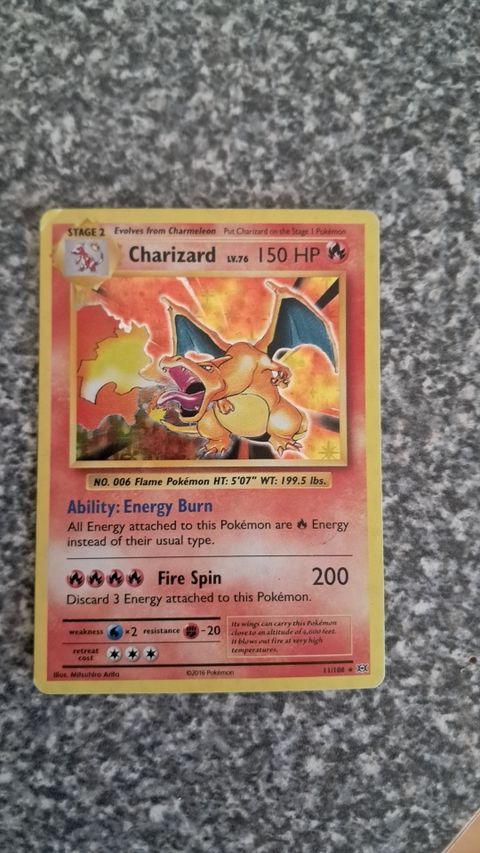 STAGE 2 Evolves from Charmeleon Put Charizard on the Stage 1 Pokémon
Charizard LV.76 150 HP
NO. 006 Flame Pokémon HT: 5'07" WT: 199.5 lbs.
Ability: Energy Burn
All Energy attached to this Pokémon are Energy
instead of their usual type.
Fire Spin 200
Discard 3 Energy attached to this Pokémon.
weakness ×2 resistance -20
retreat
cost
Its wings can carry this Pokémon
close to an altitude of 4,600 feet.
It blows out fire at very high
temperatures.
Illus. Mitsuhiro Arita ©2016 Pokémon 11/108